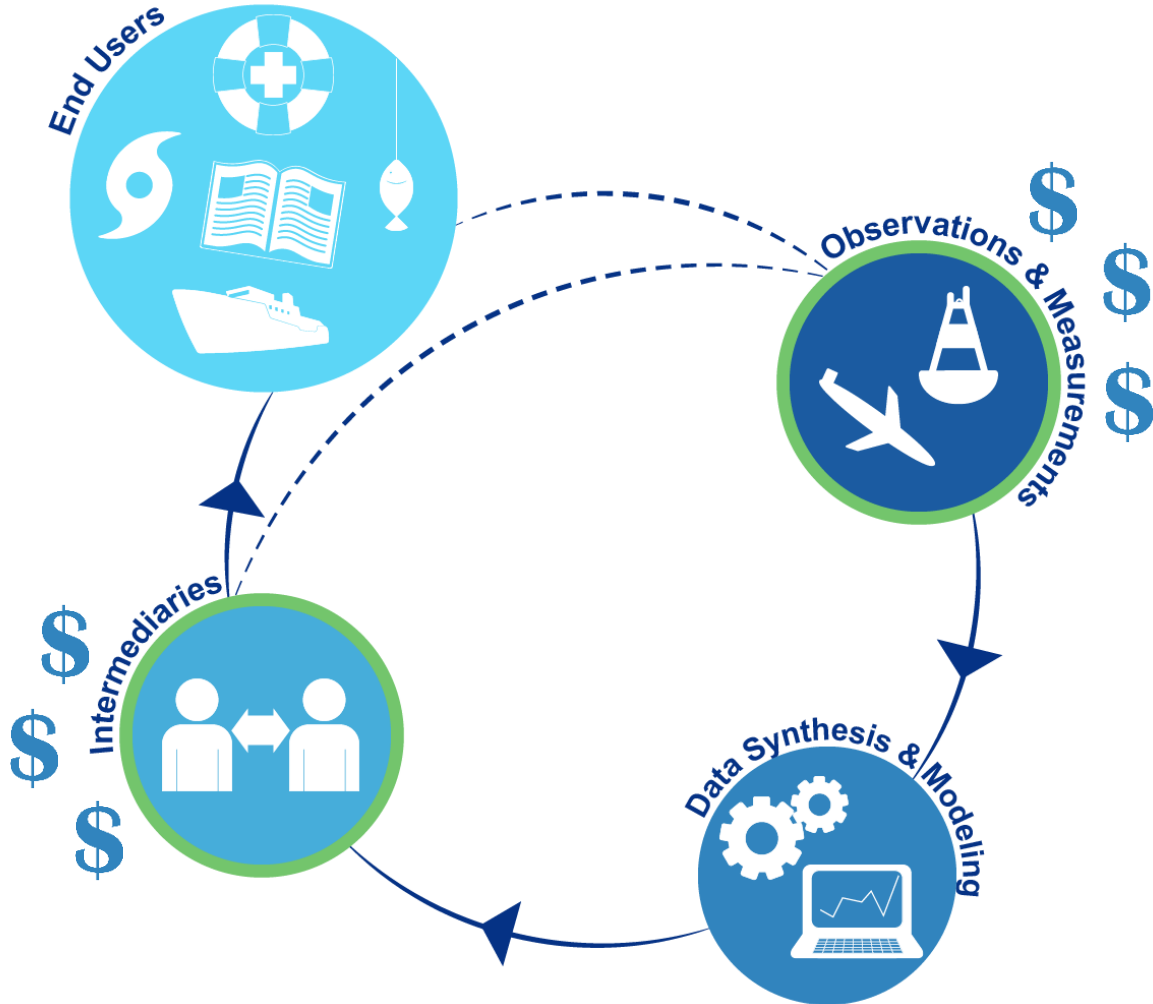 End Users
Observations & Measurements
$
$
$
Intermediaries
$
$
$
Data Synthesis & Modeling